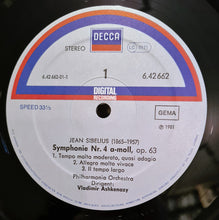 DECCA
STEREO
DIGITAL
RECORDING
6.42 662-01-1
1
6.42 662
GEMA
SPEED 33⅓
℗ 1981
JEAN SIBELIUS (1865-1957)
Symphonie Nr. 4 a-moll, op. 63
1. Tempo molto moderato, quasi adagio
2. Allegro molto vivace
3. Il tempo largo
Philharmonia Orchestra
Dirigent:
Vladimir Ashkenazy